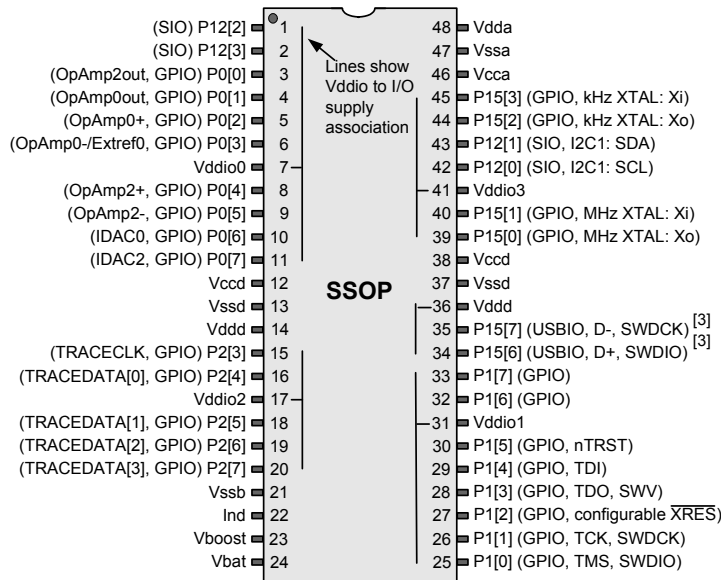 (SIO) P12[2] 1
(SIO) P12[3] 2
(OpAmp2out, GPIO) P0[0] 3
(OpAmp0out, GPIO) P0[1] 4
(OpAmp0+, GPIO) P0[2] 5
(OpAmp0-/Extref0, GPIO) P0[3] 6
Vddio0 7
(OpAmp2+, GPIO) P0[4] 8
(OpAmp2-, GPIO) P0[5] 9
(IDAC0, GPIO) P0[6] 10
(IDAC2, GPIO) P0[7] 11
Vccd 12
Vssd 13
Vddd 14
(TRACECLK, GPIO) P2[3] 15
(TRACEDATA[0], GPIO) P2[4] 16
Vddio2 17
(TRACEDATA[1], GPIO) P2[5] 18
(TRACEDATA[2], GPIO) P2[6] 19
(TRACEDATA[3], GPIO) P2[7] 20
Vssb 21
Ind 22
Vboost 23
Vbat 24
Lines show
Vddio to I/O
supply
association
SSOP
48 Vdda
47 Vssa
46 Vcca
45 P15[3] (GPIO, kHz XTAL: Xi)
44 P15[2] (GPIO, kHz XTAL: Xo)
43 P12[1] (SIO, I2C1: SDA)
42 P12[0] (SIO, I2C1: SCL)
41 Vddio3
40 P15[1] (GPIO, MHz XTAL: Xi)
39 P15[0] (GPIO, MHz XTAL: Xo)
38 Vccd
37 Vssd
36 Vddd
35 P15[7] (USBIO, D-, SWDCK) [3]
34 P15[6] (USBIO, D+, SWDIO) [3]
33 P1[7] (GPIO)
32 P1[6] (GPIO)
31 Vddio1
30 P1[5] (GPIO, nTRST)
29 P1[4] (GPIO, TDI)
28 P1[3] (GPIO, TDO, SWV)
27 P1[2] (GPIO, configurable XRES)
26 P1[1] (GPIO, TCK, SWDCK)
25 P1[0] (GPIO, TMS, SWDIO)